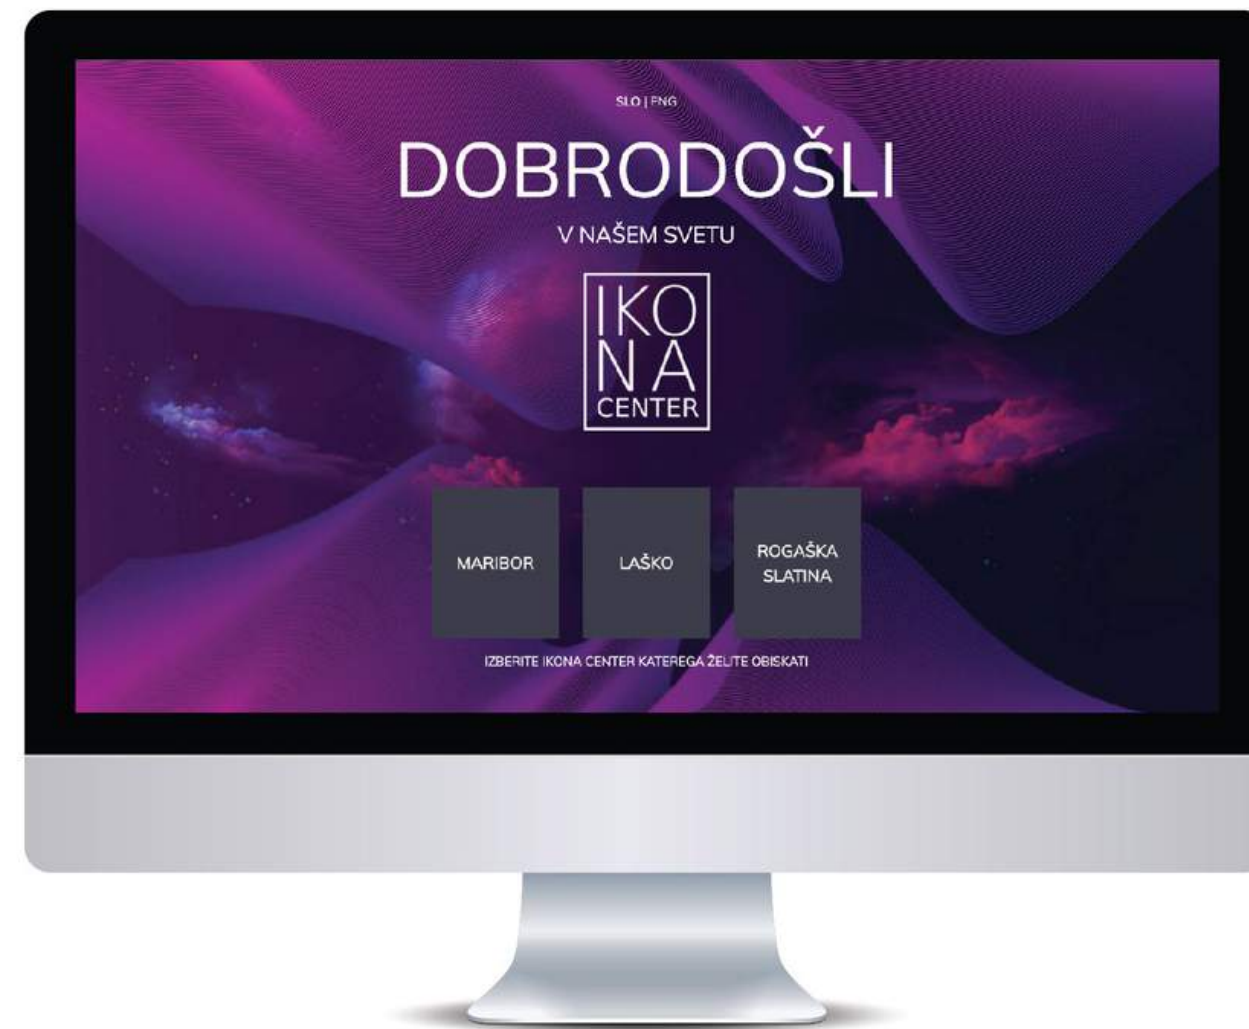 SLO | ENG
DOBRODOŠLI
V NAŠEM SVETU
IKO
NA
CENTER
MARIBOR
LAŠKO
ROGAŠKA
SLATINA
IZBERITE IKONA CENTER KATEREGA ŽELITE OBISKATI